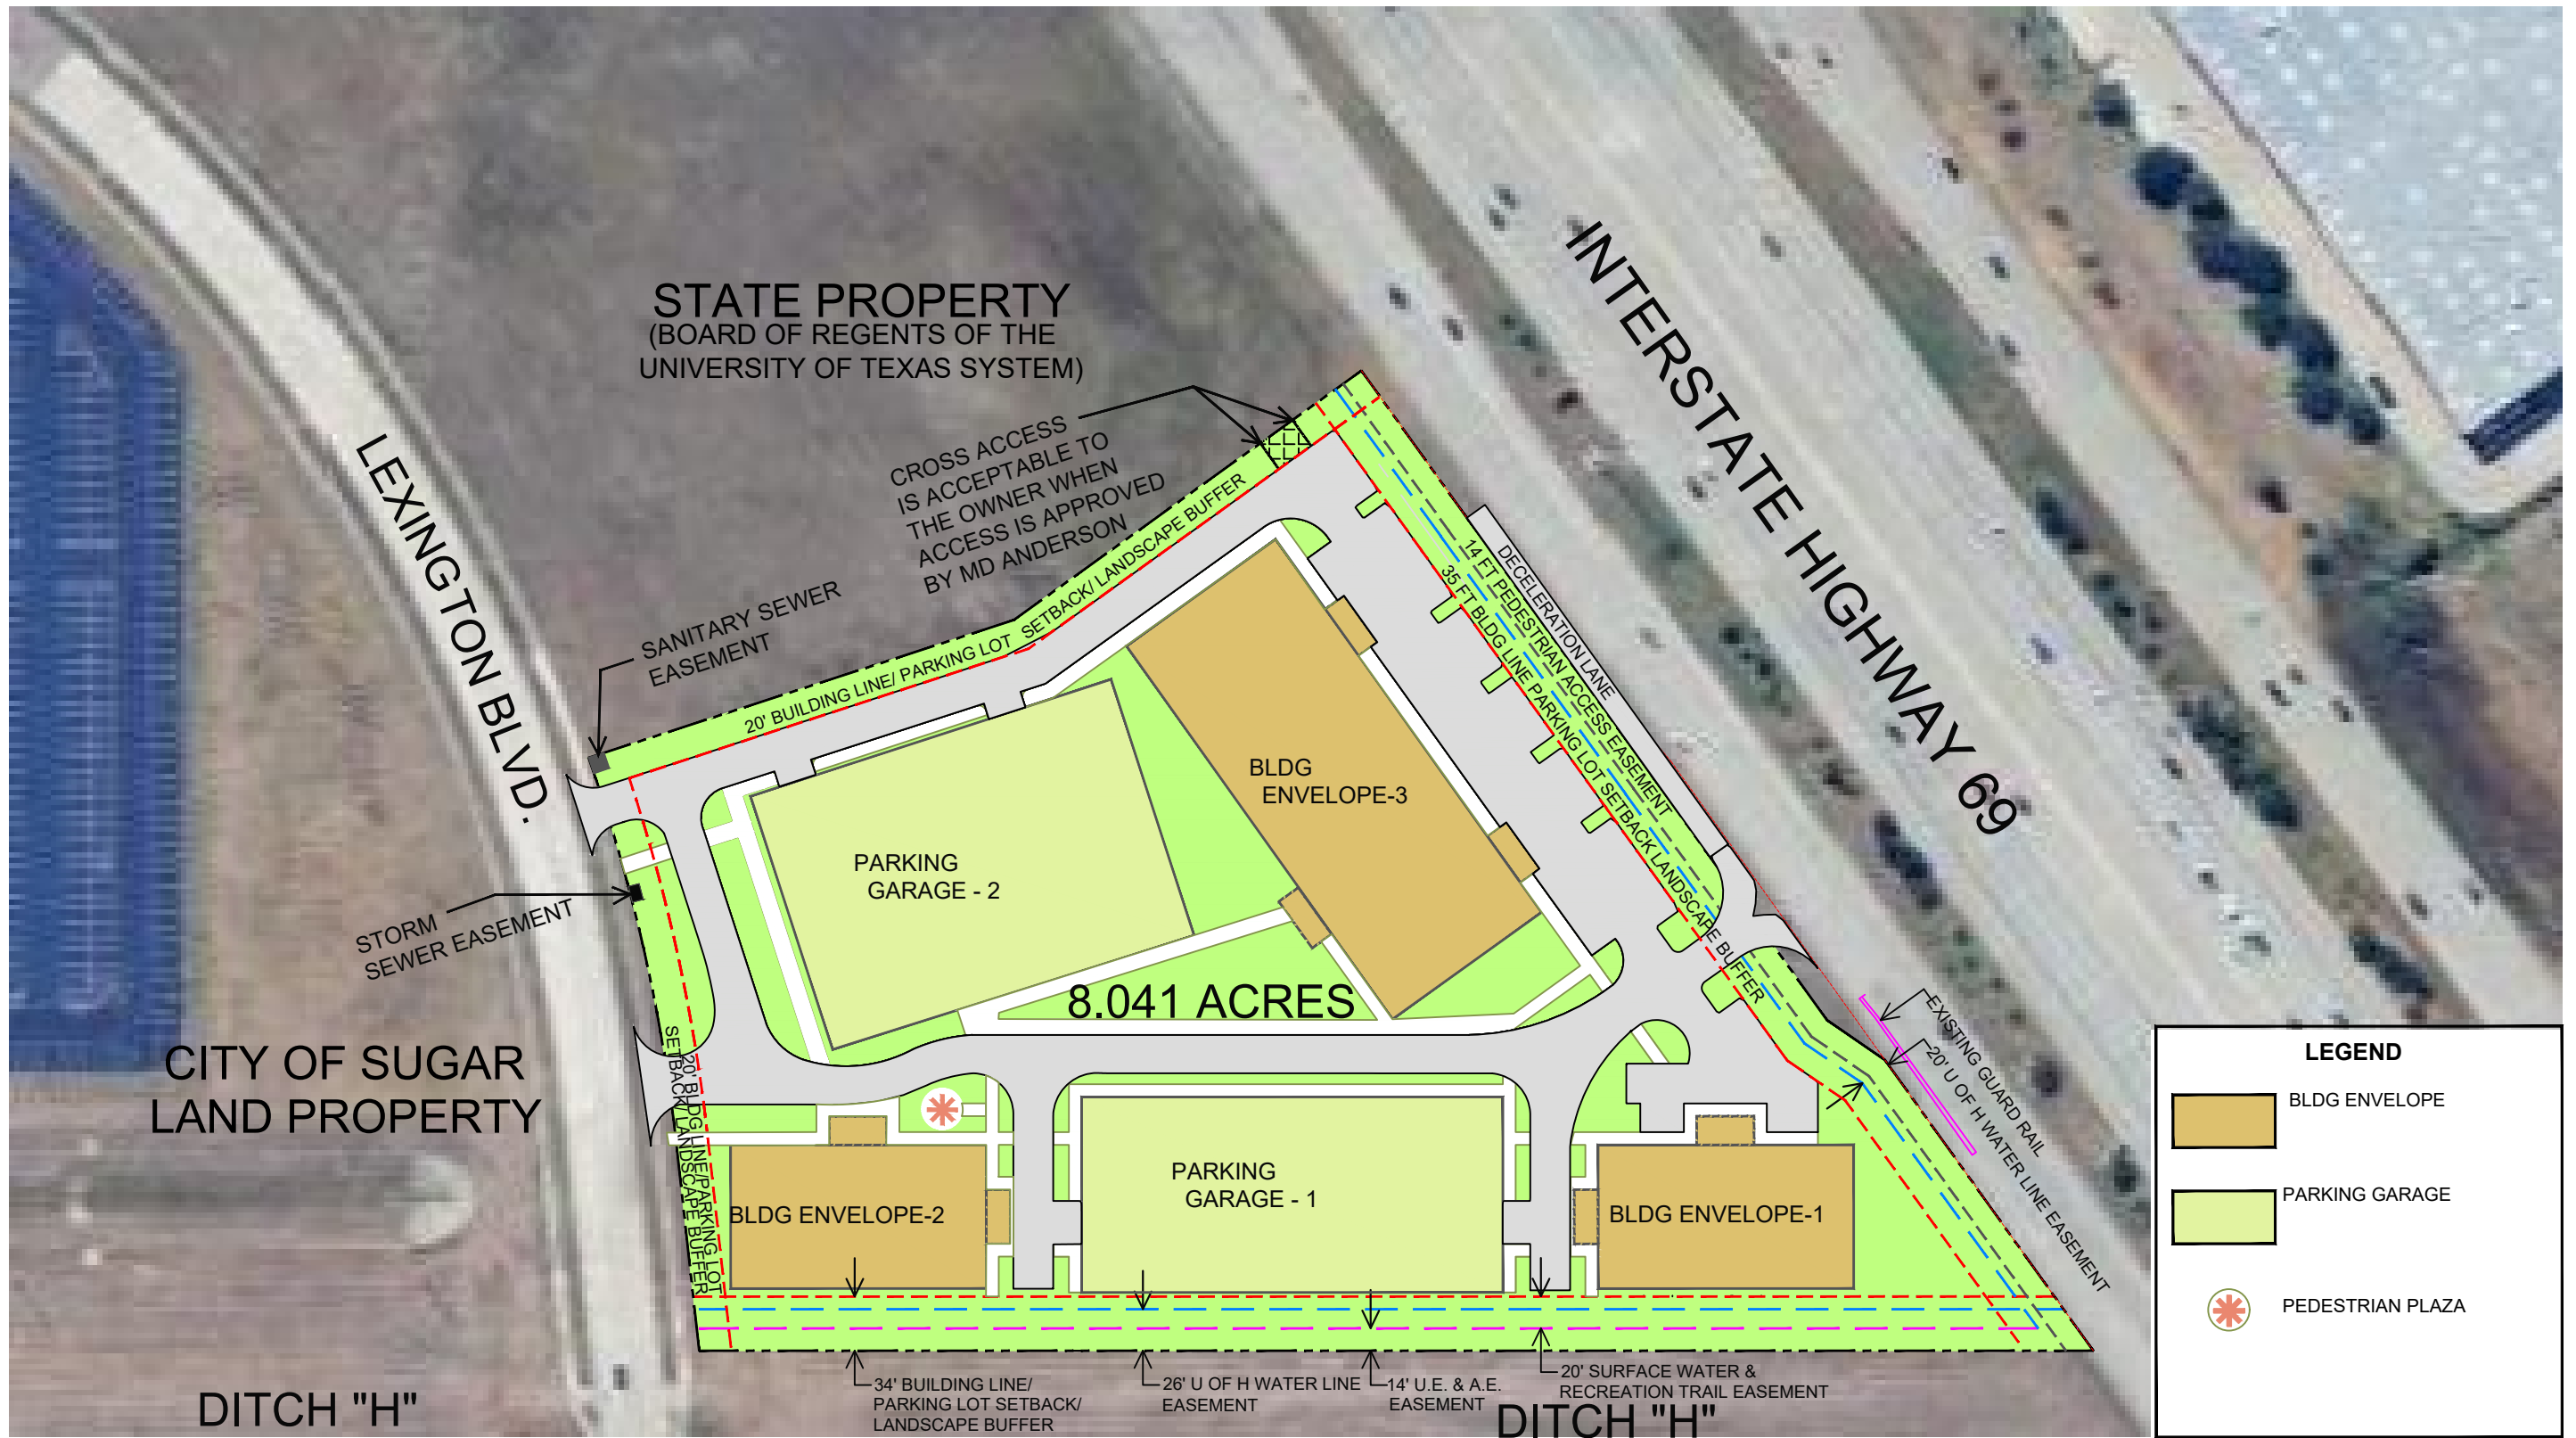 STATE PROPERTY
(BOARD OF REGENTS OF THE
UNIVERSITY OF TEXAS SYSTEM)
INTERSTATE HIGHWAY 69
LEXINGTON BLVD.
CROSS ACCESS
IS ACCEPTABLE TO
THE OWNER WHEN
ACCESS IS APPROVED
BY MD ANDERSON
SANITARY SEWER
EASEMENT
20' BUILDING LINE/ PARKING LOT SETBACK/ LANDSCAPE BUFFER
DECELERATION LANE
14 FT PEDESTRIAN ACCESS EASEMENT
35 FT BLDG LINE PARKING LOT SETBACK LANDSCAPE BUFFER
BLDG
ENVELOPE-3
PARKING
GARAGE - 2
STORM
SEWER EASEMENT
8.041 ACRES
CITY OF SUGAR
LAND PROPERTY
20' BLDG LINE/PARKING LOT
SETBACK/ LANDSCAPE BUFFER
EXISTING GUARD RAIL
20' U OF H WATER LINE EASEMENT
PARKING
GARAGE - 1
BLDG ENVELOPE-2
BLDG ENVELOPE-1
34' BUILDING LINE/
PARKING LOT SETBACK/
LANDSCAPE BUFFER
26' U OF H WATER LINE
EASEMENT
14' U.E. & A.E.
EASEMENT
20' SURFACE WATER &
RECREATION TRAIL EASEMENT
DITCH "H"
DITCH "H"
LEGEND
BLDG ENVELOPE
PARKING GARAGE
PEDESTRIAN PLAZA